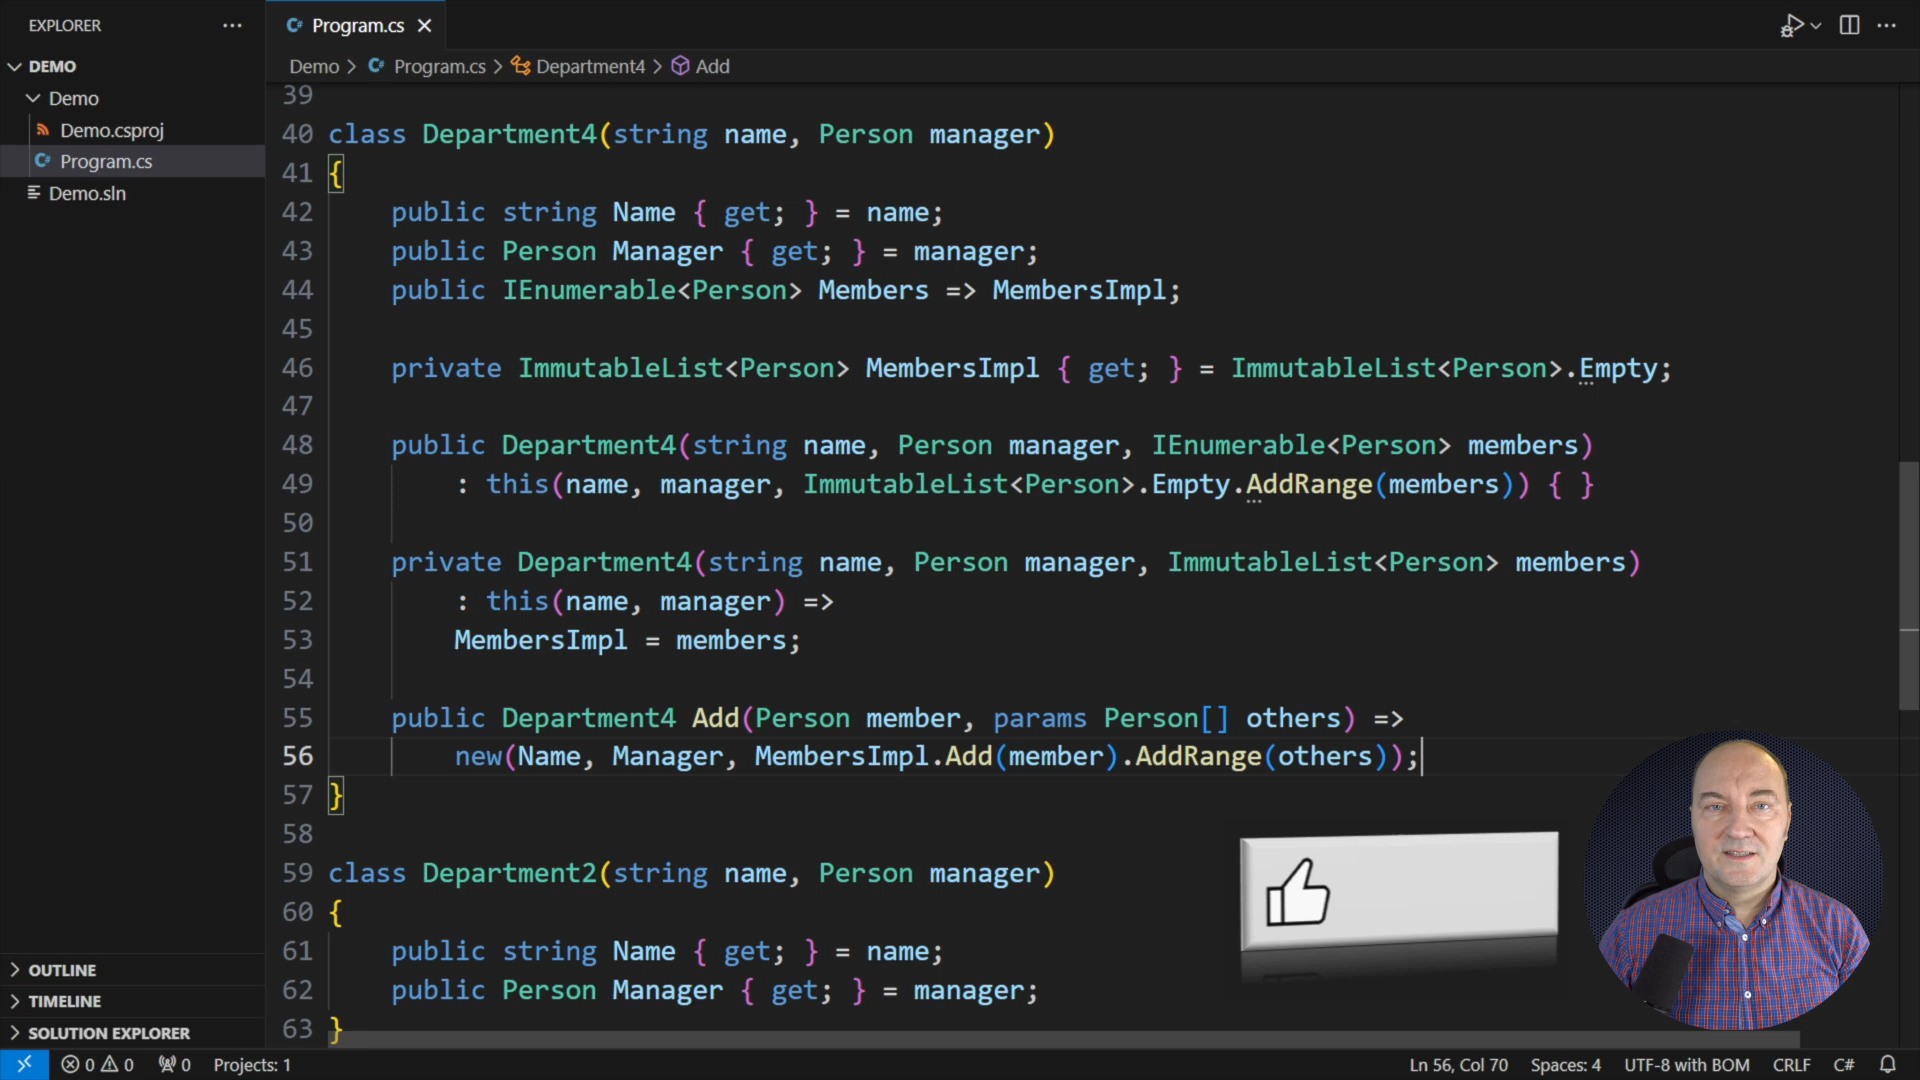 EXPLORER
DEMO
Demo
Demo.csproj
Program.cs
Demo.sln
OUTLINE
TIMELINE
SOLUTION EXPLORER
C# Program.cs
Demo > C# Program.cs > Department4 > Add
39
40 class Department4(string name, Person manager)
41 {
42 public string Name { get; } = name;
43 public Person Manager { get; } = manager;
44 public IEnumerable<Person> Members => MembersImpl;
45
46 private ImmutableList<Person> MembersImpl { get; } = ImmutableList<Person>.Empty;
47
48 public Department4(string name, Person manager, IEnumerable<Person> members)
49 : this(name, manager, ImmutableList<Person>.Empty.AddRange(members)) { }
50
51 private Department4(string name, Person manager, ImmutableList<Person> members)
52 : this(name, manager) =>
53 MembersImpl = members;
54
55 public Department4 Add(Person member, params Person[] others) =>
56 new(Name, Manager, MembersImpl.Add(member).AddRange(others));
57 }
58
59 class Department2(string name, Person manager)
60 {
61 public string Name { get; } = name;
62 public Person Manager { get; } = manager;
63 }
0 0 0 Projects: 1
Ln 56, Col 70 Spaces: 4 UTF-8 with BOM CRLF C#